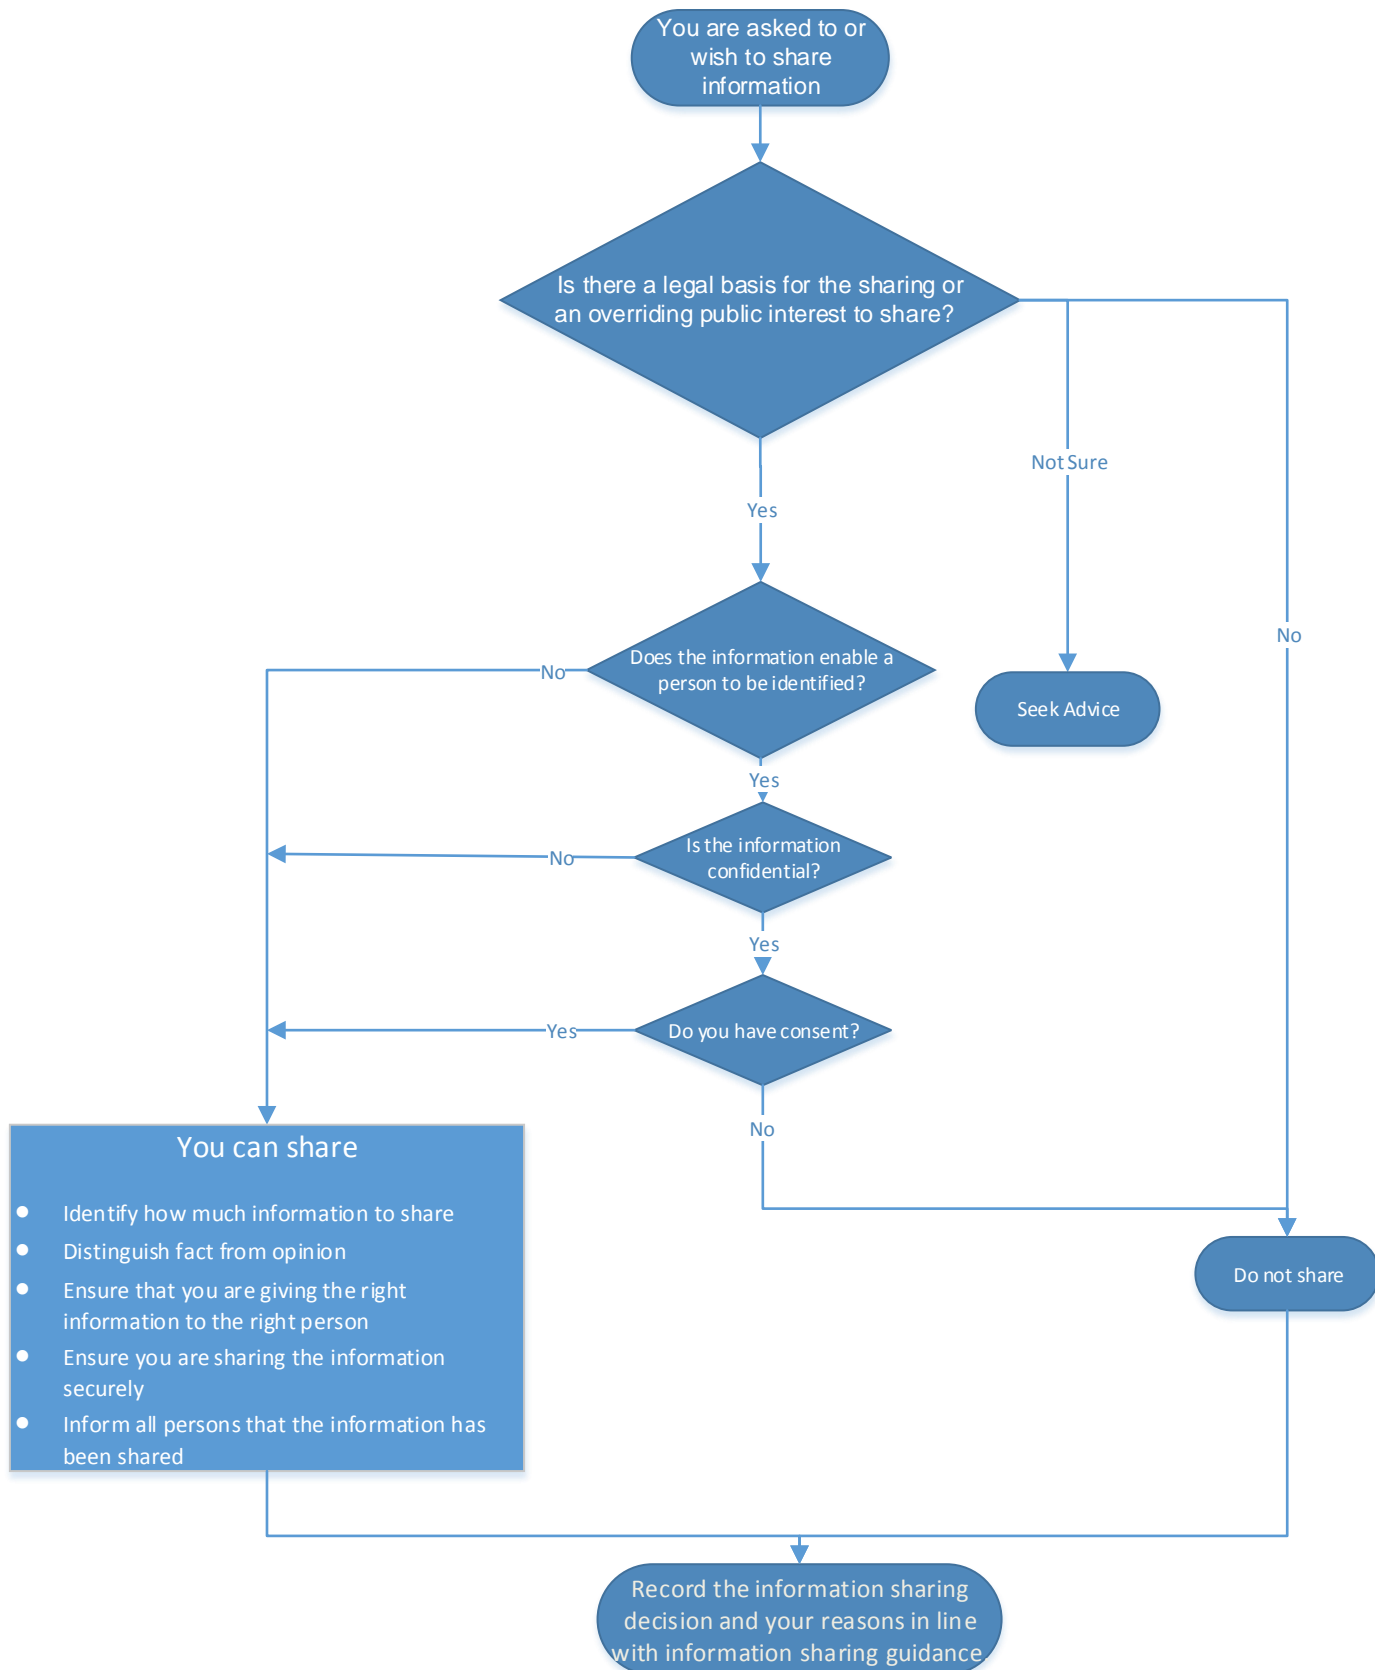 You are asked to or
wish to share
information
Is there a legal basis for the sharing or
an overriding public interest to share?
Not Sure
Yes
No
Does the information enable a
person to be identified?
No
Seek Advice
Yes
Is the information
confidential?
No
Yes
Do you have consent?
Yes
No
You can share
• Identify how much information to share
• Distinguish fact from opinion
• Ensure that you are giving the right
information to the right person
• Ensure you are sharing the information
securely
• Inform all persons that the information has
been shared
Do not share
Record the information sharing
decision and your reasons in line
with information sharing guidance.